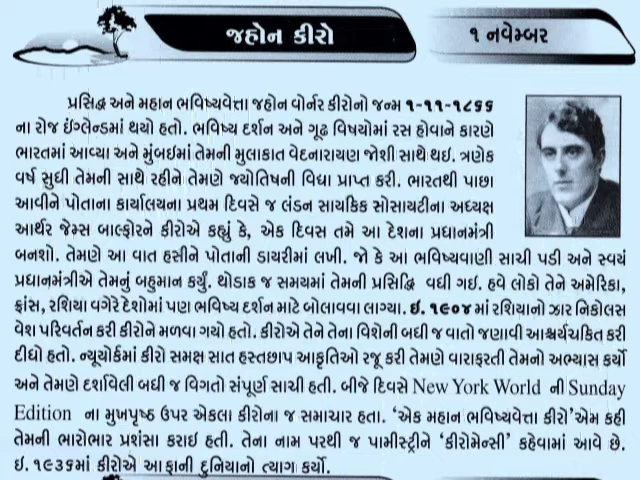 જહોન કીરો
૧ નવેમ્બર
પ્રસિદ્ધ અને મહાન ભવિષ્યવેત્તા જહોન વોર્નર કીરોનો જન્મ ૧-૧૧-૧૮૬૬
ના રોજ ઈંગ્લેન્ડમાં થયો હતો. ભવિષ્ય દર્શન અને ગૂઢ વિષયોમાં રસ હોવાને કારણે
ભારતમાં આવ્યા અને મુંબઇમાં તેમની મુલાકાત વેદનારાયણ જોશી સાથે થઇ. ત્રણેક
વર્ષ સુધી તેમની સાથે રહીને તેમણે જ્યોતિષની વિદ્યા પ્રાપ્ત કરી. ભારતથી પાછા
આવીને પોતાના કાર્યાલયના પ્રથમ દિવસે જ લંડન સાયકિક સોસાયટીના અધ્યક્ષ
આર્થર જેમ્સ બાલ્ફોરને કીરોએ કહ્યું કે, એક દિવસ તમે આ દેશના પ્રધાનમંત્રી
બનશો. તેમણે આ વાત હસીને પોતાની ડાયરીમાં લખી. જો કે આ ભવિષ્યવાણી સાચી પડી અને સ્વયં
પ્રધાનમંત્રીએ તેમનું બહુમાન કર્યું. થોડાક જ સમયમાં તેમની પ્રસિદ્ધિ વધી ગઇ. હવે લોકો તેને અમેરિકા,
ફ્રાંસ, રશિયા વગેરે દેશોમાં પણ ભવિષ્ય દર્શન માટે બોલાવવા લાગ્યા. ઇ. ૧૯૦૪ માં રશિયાનો ઝાર નિકોલસ
વેશ પરિવર્તન કરી કીરોને મળવા ગયો હતો. કીરોએ તેને તેના વિશેની બધી જ વાતો જણાવી આશ્ચર્યચકિત કરી
દીધો હતો. ન્યૂયોર્કમાં કીરો સમક્ષ સાત હસ્તછાપ આકૃતિઓ રજૂ કરી તેમણે વારાફરતી તેમનો અભ્યાસ કર્યો
અને તેમણે દર્શાવેલી બધી જ વિગતો સંપૂર્ણ સાચી હતી. બીજે દિવસે New York World ની Sunday
Edition ના મુખપૃષ્ઠ ઉપર એકલા કીરોના જ સમાચાર હતા. ‘એક મહાન ભવિષ્યવેત્તા કીરો’એમ કહી
તેમની ભારોભાર પ્રશંસા કરાઇ હતી. તેના નામ પરથી જ પામીસ્ટ્રીને ‘કીરોમેન્સી’ કહેવામાં આવે છે.
ઇ. ૧૯૩૬માં કીરોએ આ ફાની દુનિયાનો ત્યાગ કર્યો.